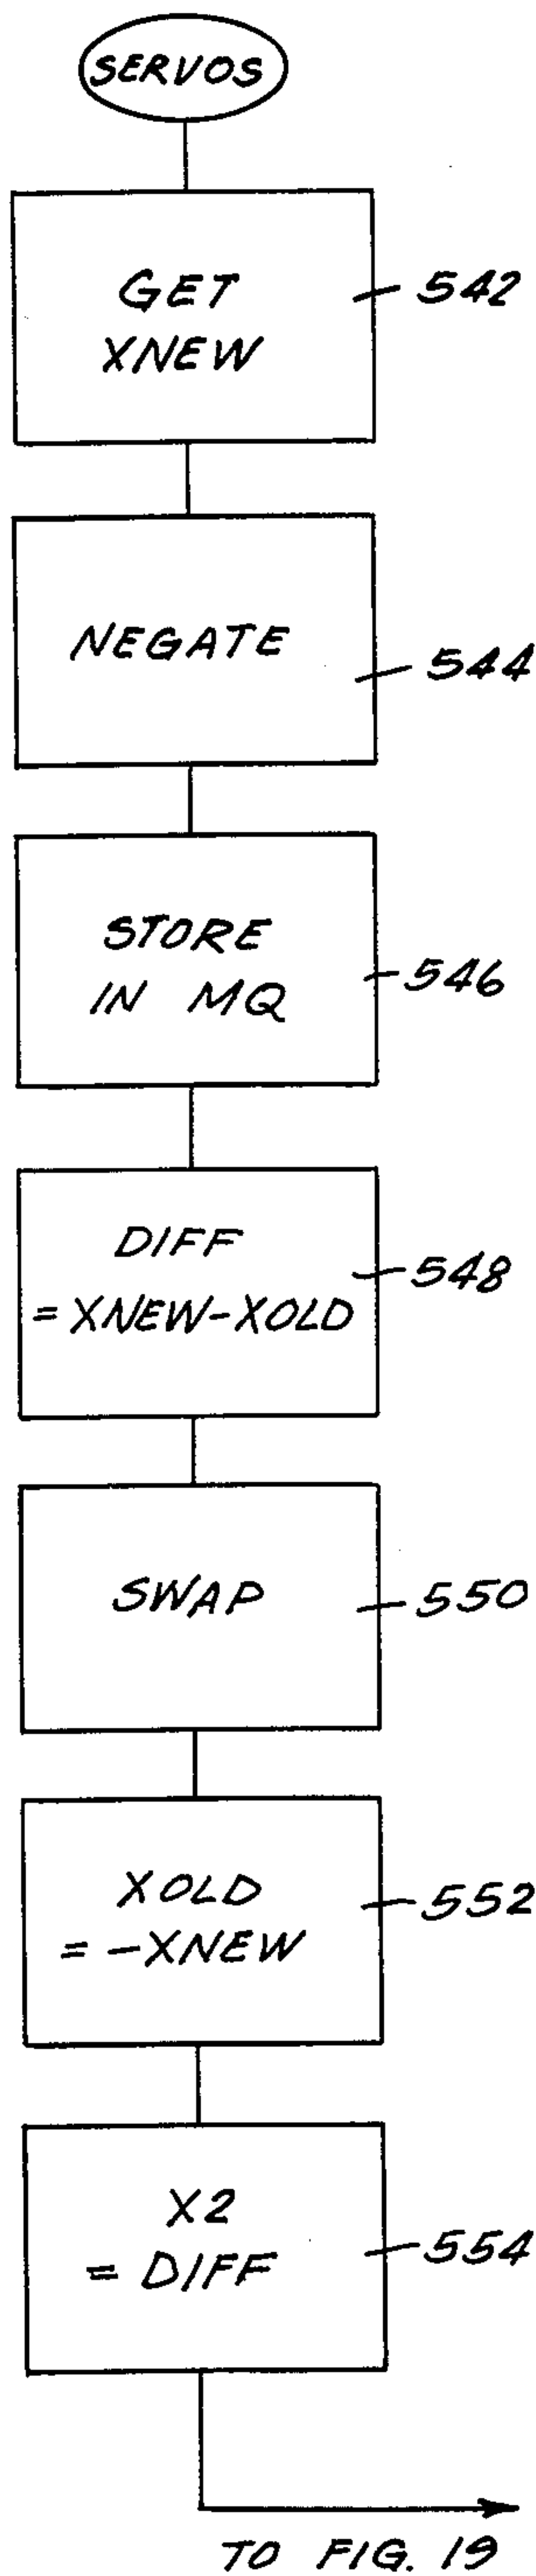 SERVOS
GET
XNEW
542
NEGATE
544
STORE
IN MQ
546
DIFF
= XNEW-XOLD
548
SWAP
550
XOLD
= -XNEW
552
X2
= DIFF
554
TO FIG. 19